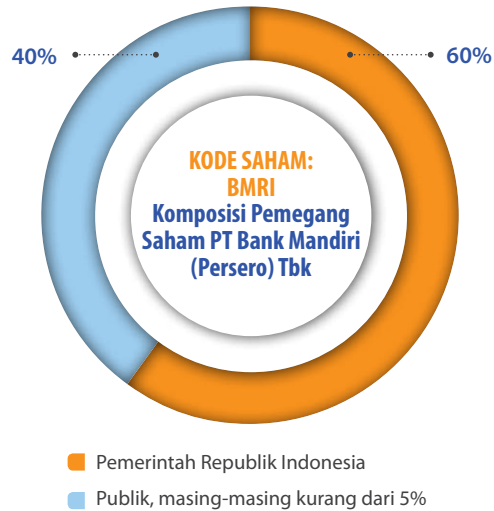 40%
60%
KODE SAHAM:
BMRI
Komposisi Pemegang
Saham PT Bank Mandiri
(Persero) Tbk
Pemerintah Republik Indonesia
Publik, masing-masing kurang dari 5%